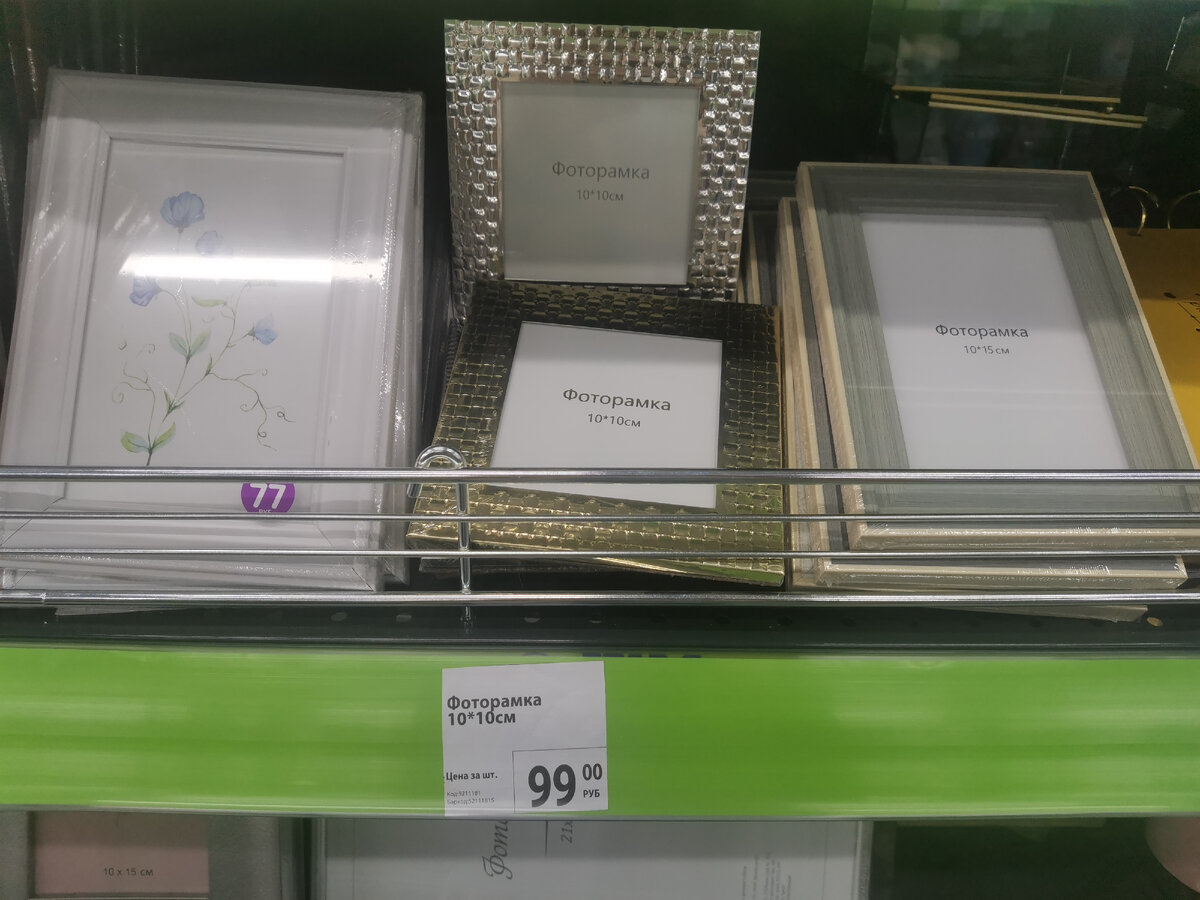 Фоторамка
10*10см
Фоторамка
10*10см
Фоторамка
10*15см
77
Фоторамка
10*10см
Цена за шт.
99 00
РУБ
10 x 15 см